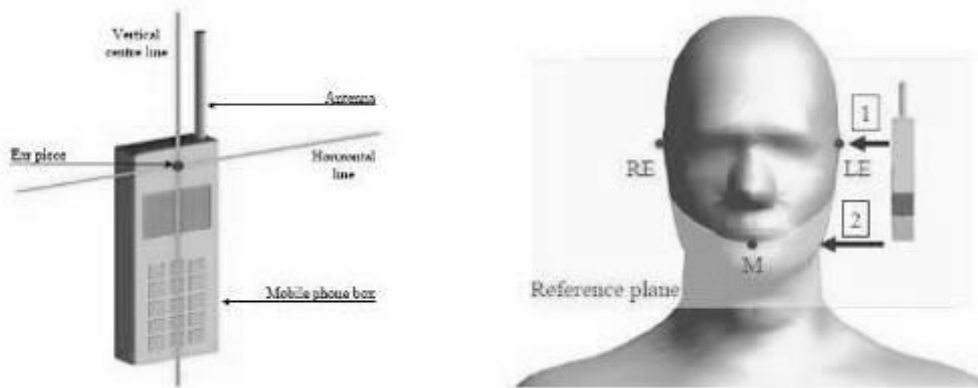 Vertical
centre line
Antenna
Ear piece
Horizontal
line
Mobile phone box
1
RE
LE
2
M
Reference plane